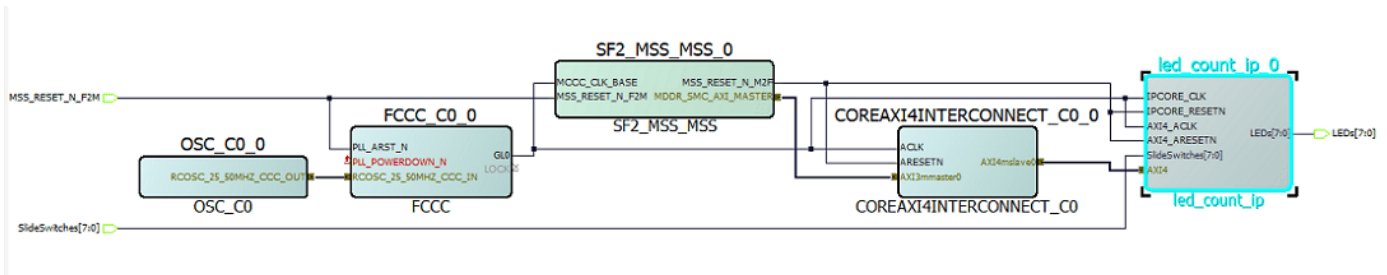 SF2_MSS_MSS_0
MCCC_CLK_BASE
MSS_RESET_N_M2F
MSS_RESET_N_F2M
MDDR_SMC_AXI_MASTER
SF2_MSS_MSS
led_count_ip_0
IPCORE_CLK
IPCORE_RESETN
AXI4_ACLK
AXI4_ARESETN
SlideSwitches[7:0]
AXI4
LEDs[7:0]
led_count_ip
LEDs[7:0]
MSS_RESET_N_F2M
FCCC_C0_0
PLL_ARST_N
PLL_POWERDOWN_N
RCOSC_25_50MHZ_CCC_IN
GL0
LOCK
FCCC
COREAXI4INTERCONNECT_C0_0
ACLK
ARESETN
AXI3mmaster0
AXI4mslave0
COREAXI4INTERCONNECT_C0
OSC_C0_0
RCOSC_25_50MHZ_CCC_OUT
OSC_C0
SlideSwitches[7:0]